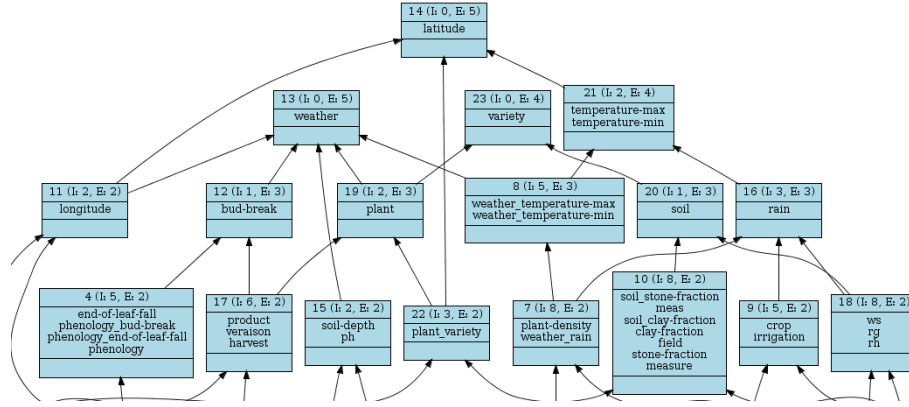 14 (I: 0, E: 5)
latitude
13 (I: 0, E: 5)
weather
23 (I: 0, E: 4)
variety
21 (I: 2, E: 4)
temperature-max
temperature-min
11 (I: 2, E: 2)
longitude
12 (I: 1, E: 3)
bud-break
19 (I: 2, E: 3)
plant
8 (I: 5, E: 3)
weather_temperature-max
weather_temperature-min
20 (I: 1, E: 3)
soil
16 (I: 3, E: 3)
rain
4 (I: 5, E: 2)
end-of-leaf-fall
phenology_bud-break
phenology_end-of-leaf-fall
phenology
17 (I: 6, E: 2)
product
veraison
harvest
15 (I: 2, E: 2)
soil-depth
ph
22 (I: 3, E: 2)
plant_variety
7 (I: 8, E: 2)
plant-density
weather_rain
10 (I: 8, E: 2)
soil_stone-fraction
meas
soil_clay-fraction
clay-fraction
field
stone-fraction
measure
9 (I: 5, E: 2)
crop
irrigation
18 (I: 8, E: 2)
ws
rg
rh